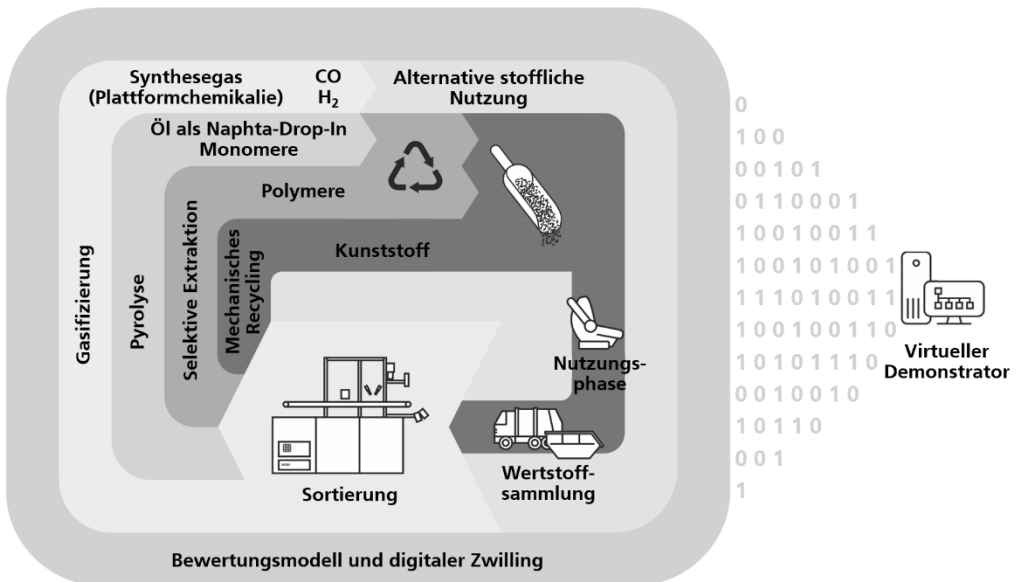 Synthesegas
(Plattformchemikalie)
CO
H₂
Alternative stoffliche
Nutzung
Öl als Naphta-Drop-In
Monomere
Polymere
Kunststoff
Gasifizierung
Pyrolyse
Selektive Extraktion
Mechanisches
Recycling
Nutzungs-
phase
Sortierung
Wertstoff-
sammlung
Bewertungsmodell und digitaler Zwilling
0
100
00101
0110001
10010011
100101001
111010011
100100110
10101110
0010010
10110
001
1
Virtueller
Demonstrator